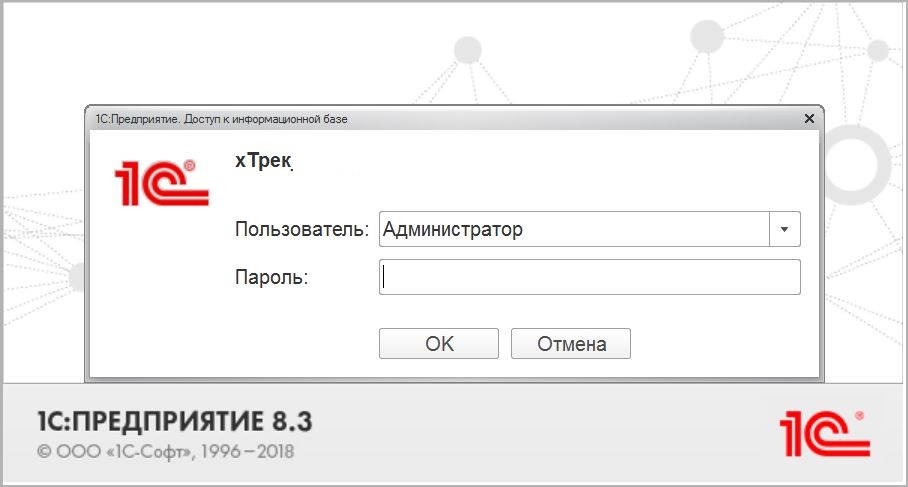 1С:Предприятие. Доступ к информационной базе
1С®
хТрек.
Пользователь: Администратор
Пароль:
OK Отмена
1С:ПРЕДПРИЯТИЕ 8.3
© ООО «1С-Софт», 1996–2018
1С®